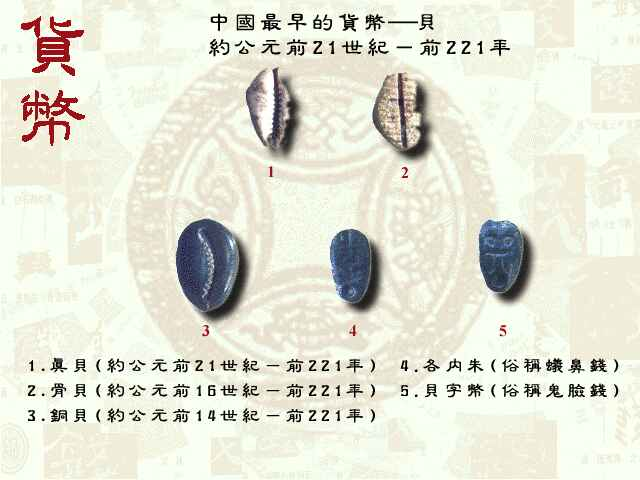 貨幣
中國最早的貨幣──貝
約公元前21世紀－前221年
1
2
3
4
5
1.真貝(約公元前21世紀－前221年)
2.骨貝(約公元前16世紀－前221年)
3.銅貝(約公元前14世紀－前221年)
4.各內朱(俗稱蟻鼻錢)
5.貝字幣(俗稱鬼臉錢)